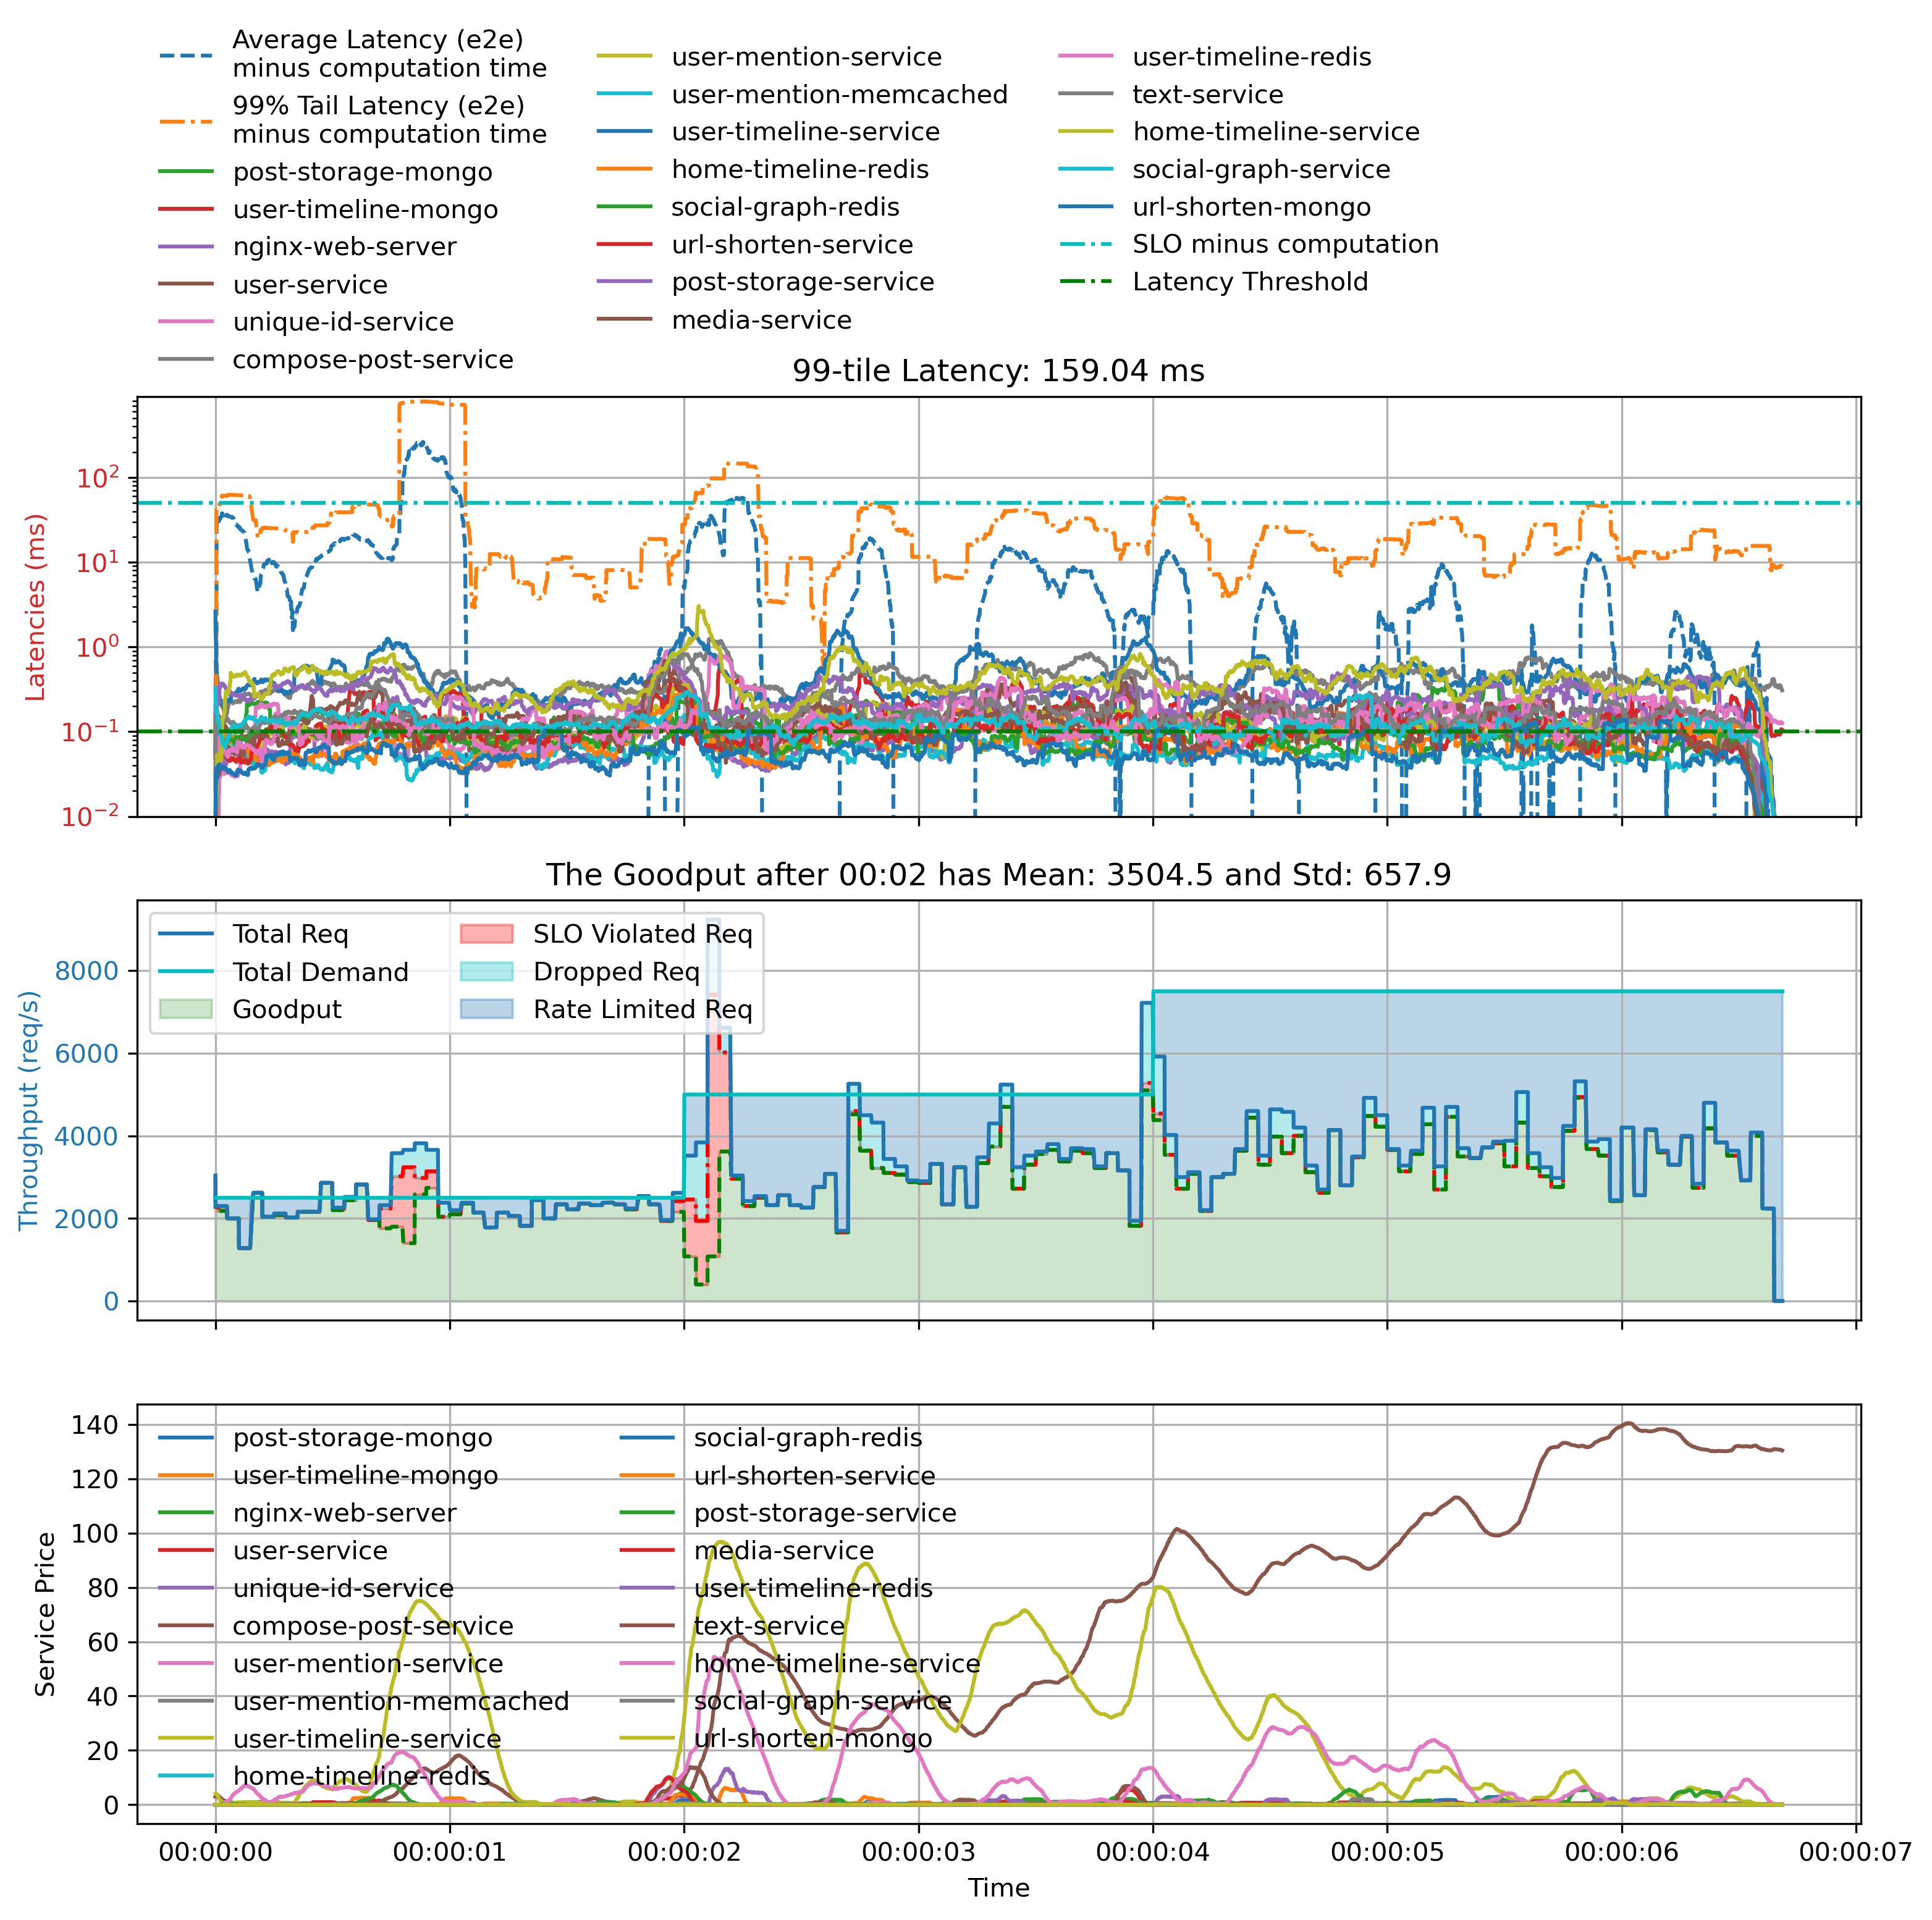 Average Latency (e2e)
minus computation time
99% Tail Latency (e2e)
minus computation time
post-storage-mongo
user-timeline-mongo
nginx-web-server
user-service
unique-id-service
compose-post-service
user-mention-service
user-mention-memcached
user-timeline-service
home-timeline-redis
social-graph-redis
url-shorten-service
post-storage-service
media-service
user-timeline-redis
text-service
home-timeline-service
social-graph-service
url-shorten-mongo
SLO minus computation
Latency Threshold
99-tile Latency: 159.04 ms
Latencies (ms)
10²
10¹
10⁰
10⁻¹
10⁻²
The Goodput after 00:02 has Mean: 3504.5 and Std: 657.9
Throughput (req/s)
8000
6000
4000
2000
0
Total Req
Total Demand
Goodput
SLO Violated Req
Dropped Req
Rate Limited Req
Service Price
140
120
100
80
60
40
20
0
post-storage-mongo
user-timeline-mongo
nginx-web-server
user-service
unique-id-service
compose-post-service
user-mention-service
user-mention-memcached
user-timeline-service
home-timeline-redis
social-graph-redis
url-shorten-service
post-storage-service
media-service
user-timeline-redis
text-service
home-timeline-service
social-graph-service
url-shorten-mongo
00:00:00 00:00:01 00:00:02 00:00:03 00:00:04 00:00:05 00:00:06 00:00:07
Time